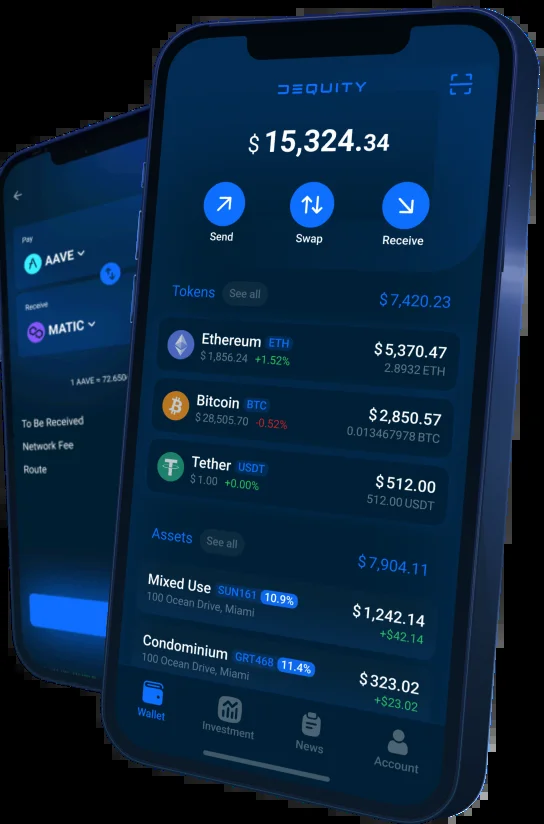 DEQUITY
$ 15,324.34
Send
Swap
Receive
Tokens See all $7,420.23
Ethereum ETH $5,370.47
$1,856.24 +1.52% 2.8932 ETH
Bitcoin BTC $2,850.57
$28,505.70 -0.52% 0.013467978 BTC
Tether USDT $512.00
$1.00 +0.00% 512.00 USDT
Assets See all $7,904.11
Mixed Use SUN161 10.9% $1,242.14
100 Ocean Drive, Miami +$42.14
Condominium GRT468 11.4% $323.02
100 Ocean Drive, Miami +$23.02
Wallet
Investment
News
Account
Pay
AAVE
Receive
MATIC
1 AAVE = 72.650
To Be Received
Network Fee
Route